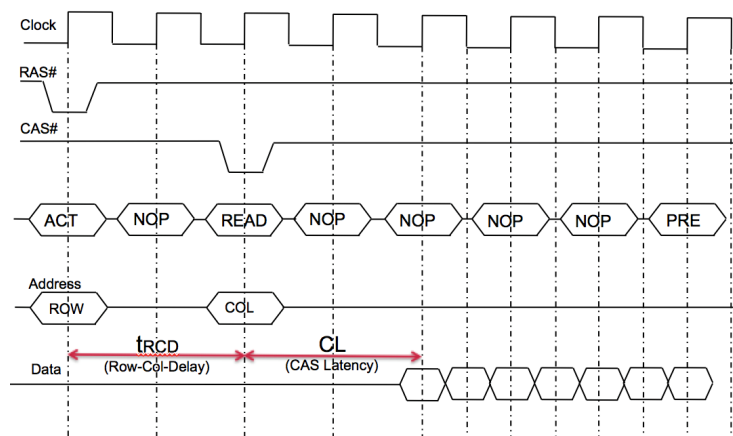 Clock
RAS#
CAS#
ACT NOP READ NOP NOP NOP NOP PRE
Address
ROW COL
tRCD CL
(Row-Col-Delay) (CAS Latency)
Data